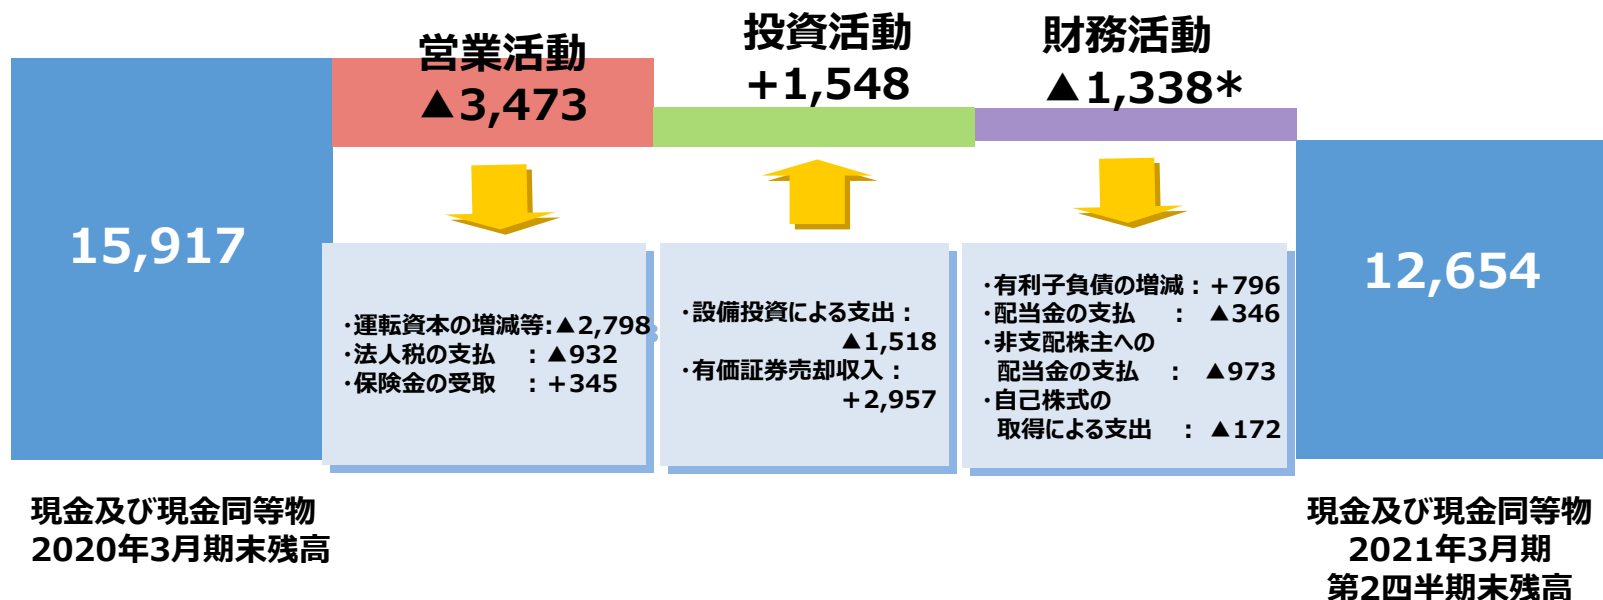 営業活動
▲3,473
投資活動
+1,548
財務活動
▲1,338*
15,917
・運転資本の増減等:▲2,798
・法人税の支払 :▲932
・保険金の受取 :+345
・設備投資による支出:
▲1,518
・有価証券売却収入:
+2,957
・有利子負債の増減:+796
・配当金の支払 : ▲346
・非支配株主への
配当金の支払 : ▲973
・自己株式の
取得による支出 : ▲172
12,654
現金及び現金同等物
2020年3月期末残高
現金及び現金同等物
2021年3月期
第2四半期末残高